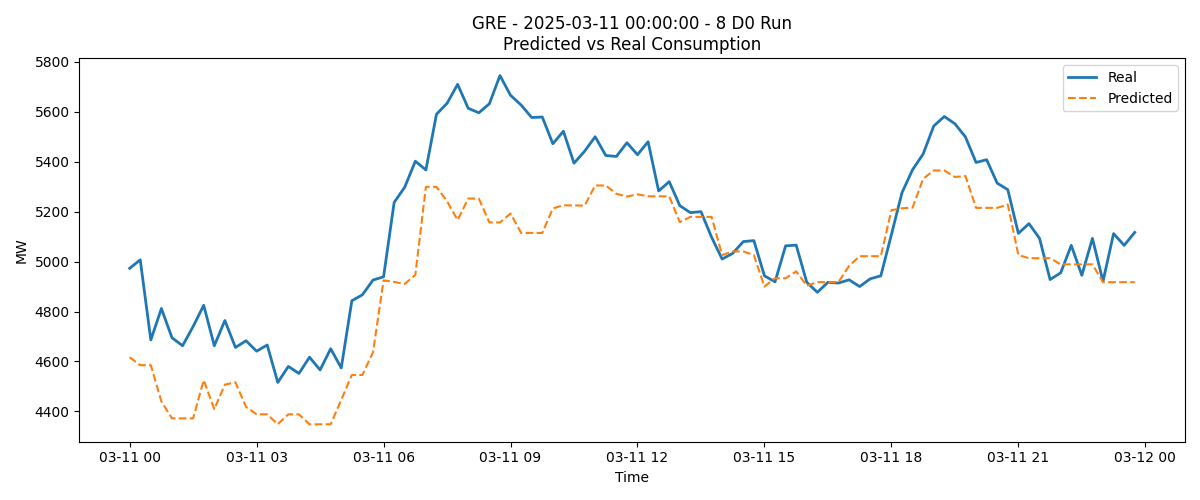 GRE - 2025-03-11 00:00:00 - 8 D0 Run
Predicted vs Real Consumption
5800
5600
5400
5200
5000
4800
4600
4400
MW
Real
Predicted
03-11 00
03-11 03
03-11 06
03-11 09
03-11 12
03-11 15
03-11 18
03-11 21
03-12 00
Time